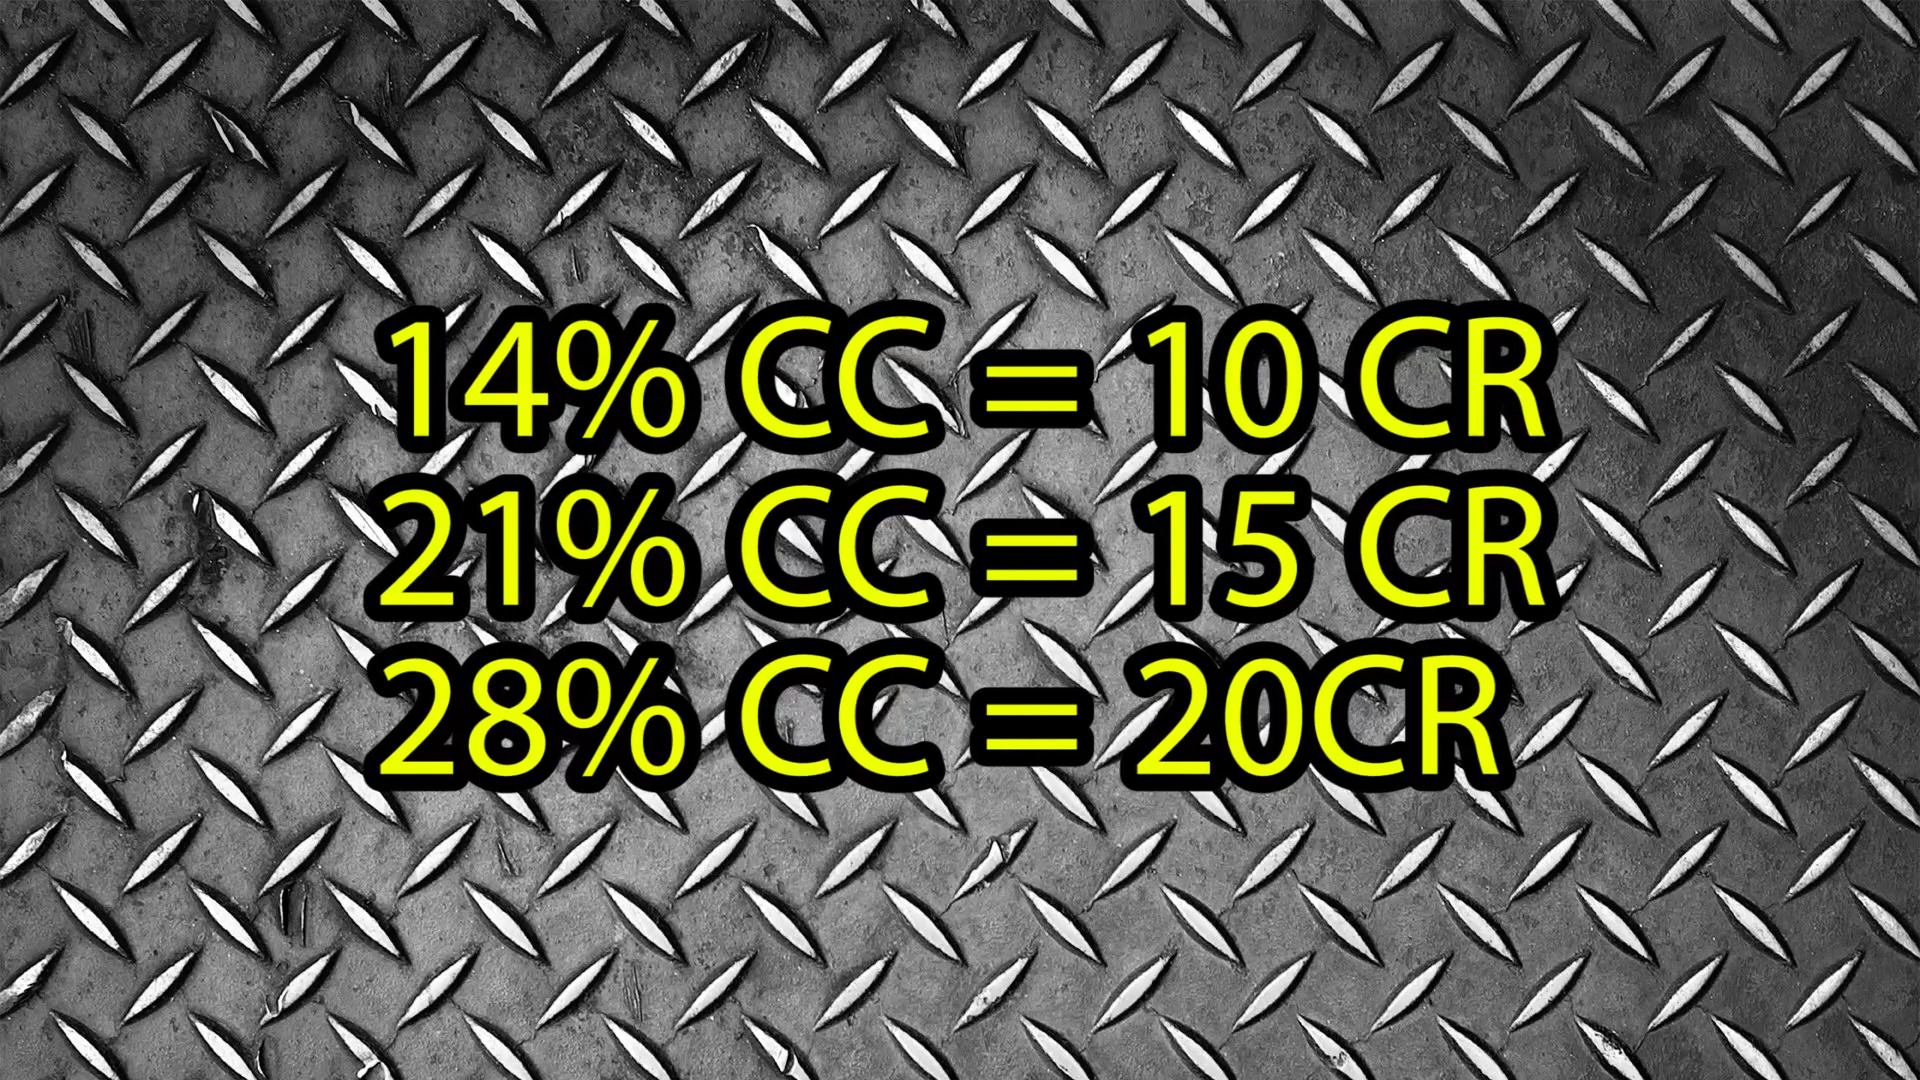 14% CC = 10 CR
21% CC = 15 CR
28% CC = 20CR